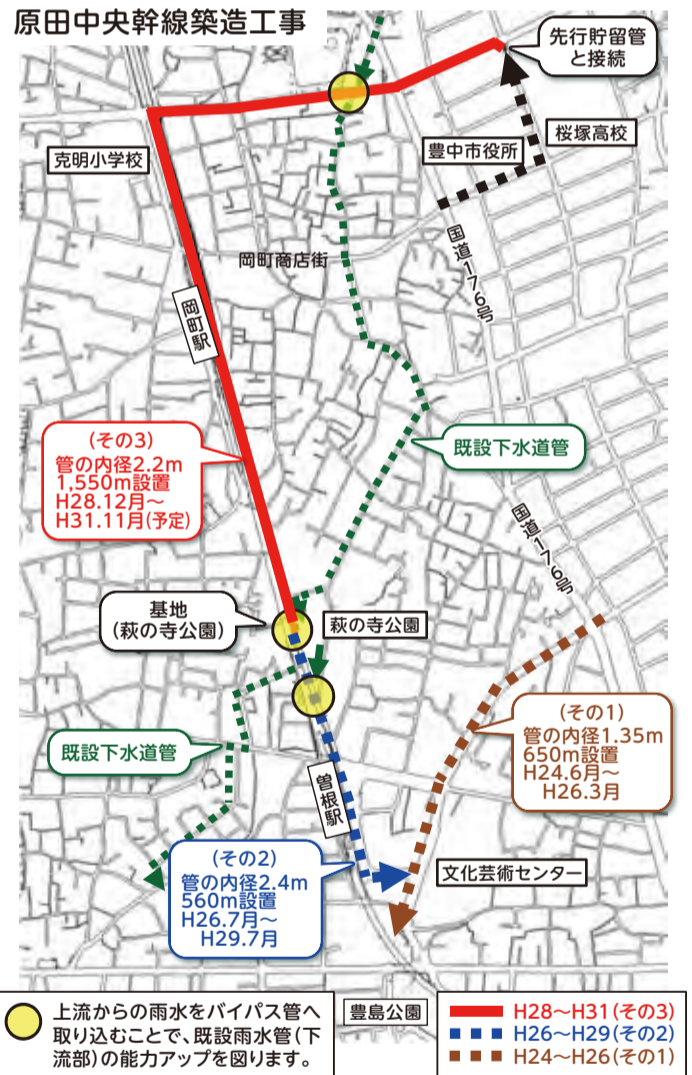 原田中央幹線築造工事
先行貯留管
と接続
克明小学校
豊中市役所
桜塚高校
岡町商店街
国道176号
岡町駅
(その3)
管の内径2.2m
1,550m設置
H28.12月～
H31.11月(予定)
既設下水道管
国道176号
基地
(萩の寺公園)
萩の寺公園
(その1)
管の内径1.35m
650m設置
H24.6月～
H26.3月
既設下水道管
曽根駅
(その2)
管の内径2.4m
560m設置
H26.7月～
H29.7月
文化芸術センター
上流からの雨水をバイパス管へ
取り込むことで、既設雨水管(下
流部)の能力アップを図ります。
豊島公園
H28～H31(その3)
H26～H29(その2)
H24～H26(その1)